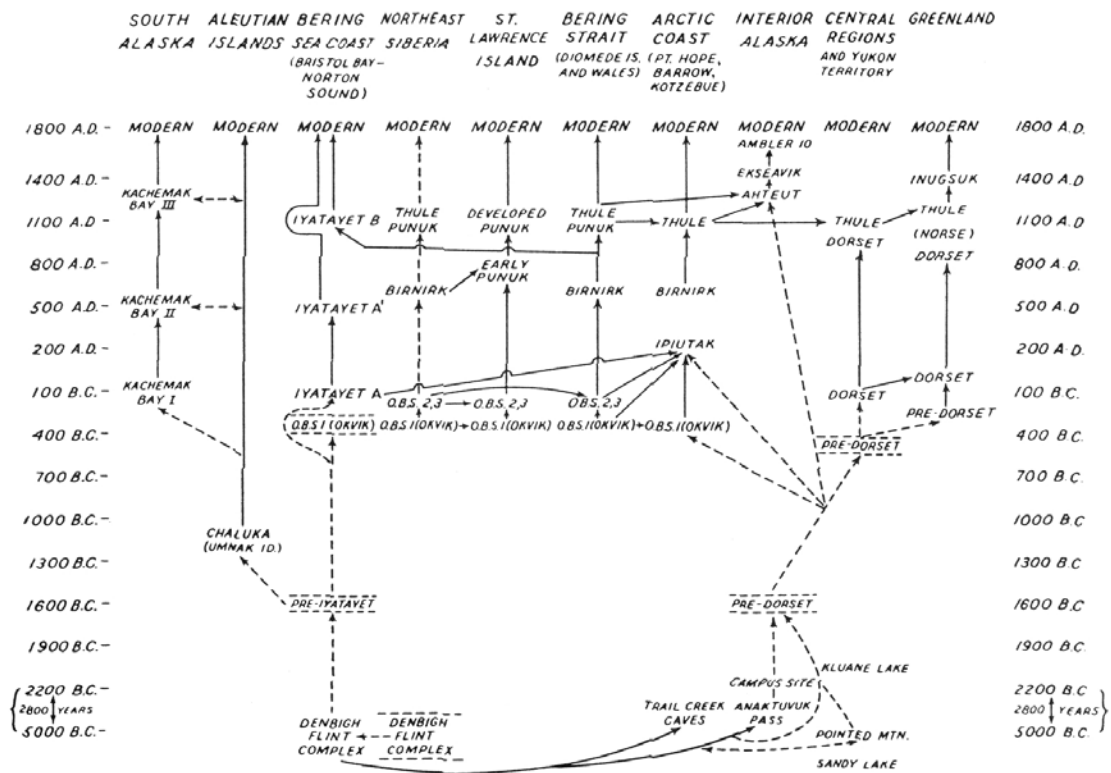 SOUTH ALASKA
ALEUTIAN ISLANDS
BERING SEA COAST
(BRISTOL BAY–
NORTON
SOUND)
NORTHEAST SIBERIA
ST. LAWRENCE ISLAND
BERING STRAIT
(DIOMEDE IS,
AND WALES)
ARCTIC COAST
(PT. HOPE,
BARROW,
KOTZEBUE)
INTERIOR ALASKA
CENTRAL REGIONS
AND YUKON
TERRITORY
GREENLAND
1800 A.D. – MODERN MODERN MODERN MODERN MODERN MODERN MODERN MODERN MODERN MODERN 1800 A.D.
AMBLER 10
EKSEAVIK
1400 A.D. – INUGSUK 1400 A.D
KACHEMAK
BAY III
AHTEUT
1100 A.D – IYATAYET B
THULE
PUNUK
DEVELOPED
PUNUK
THULE
PUNUK
THULE
THULE
THULE
(NORSE)
1100 A.D
DORSET
DORSET
800 A.D. – 800 A.D.
EARLY
PUNUK
BIRNIRK BIRNIRK BIRNIRK
KACHEMAK
BAY II
500 A.D. – IYATAYET A' 500 A.D.
200 A.D. – IPIUTAK 200 A.D.
KACHEMAK
BAY I
100 B.C. – IYATAYET A DORSET DORSET 100 B.C.
O.B.S. 2,3 O.B.S. 2,3 O.B.S. 2,3
O.B.S I (OKVIK) O.B.S I (OKVIK) O.B.S I (OKVIK) O.B.S I (OKVIK) O.B.S I (OKVIK) PRE-DORSET
400 B.C. – PRE-DORSET 400 B.C.
700 B.C. – 700 B.C.
1000 B.C. – 1000 B.C
CHALUKA
(UMNAK ID.)
1300 B.C. – 1300 B.C.
1600 B.C. – PRE-IYATAYET PRE-DORSET 1600 B.C
1900 B.C. – 1900 B.C.
KLUANE LAKE
2200 B.C. – CAMPUS SITE 2200 B.C
2800 YEARS 2800 YEARS
5000 B.C. – 5000 B.C.
DENBIGH
FLINT
COMPLEX
DENBIGH
FLINT
COMPLEX
TRAIL CREEK
CAVES
ANAKTUVUK
PASS
POINTED MTN.
SANDY LAKE